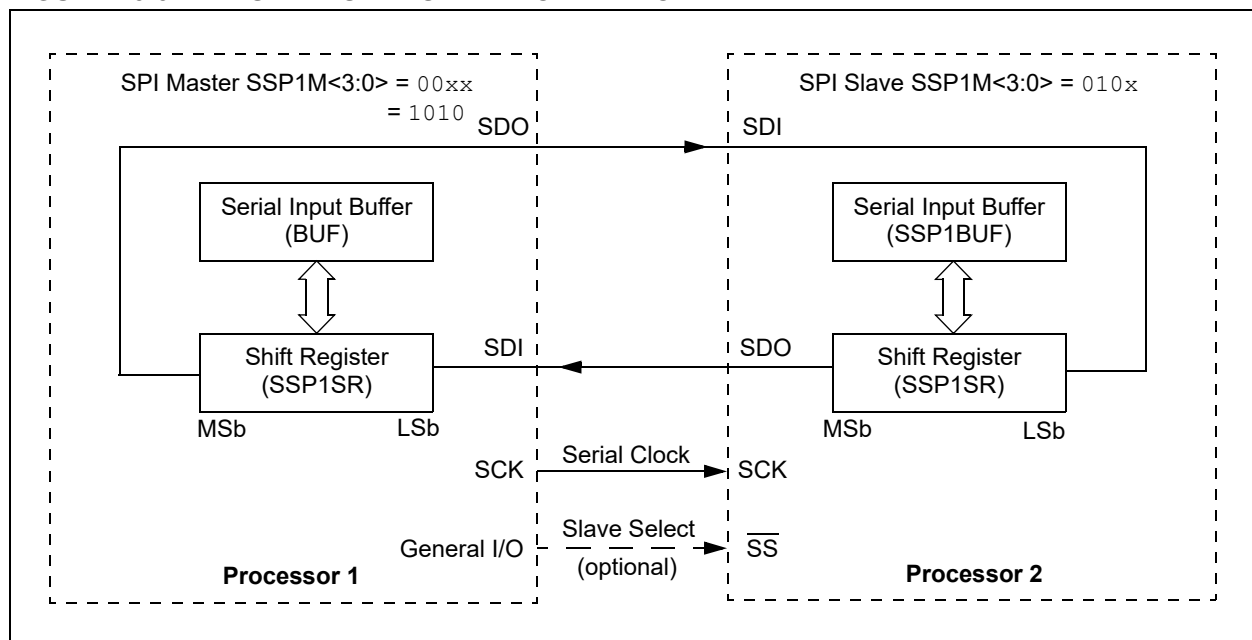 SPI Master SSP1M<3:0> = 00xx
= 1010
SDO
Serial Input Buffer
(BUF)
Shift Register
(SSP1SR)
MSb
LSb
SDI
SCK
General I/O
Processor 1
Serial Clock
Slave Select
(optional)
SPI Slave SSP1M<3:0> = 010x
SDI
Serial Input Buffer
(SSP1BUF)
SDO
Shift Register
(SSP1SR)
MSb
LSb
SCK
SS
Processor 2